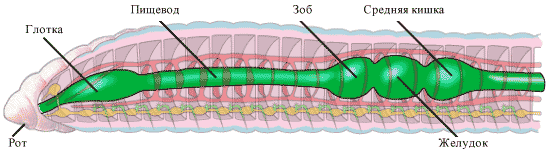 Пищевод
Зоб
Средняя кишка
Глотка
Рот
Желудок